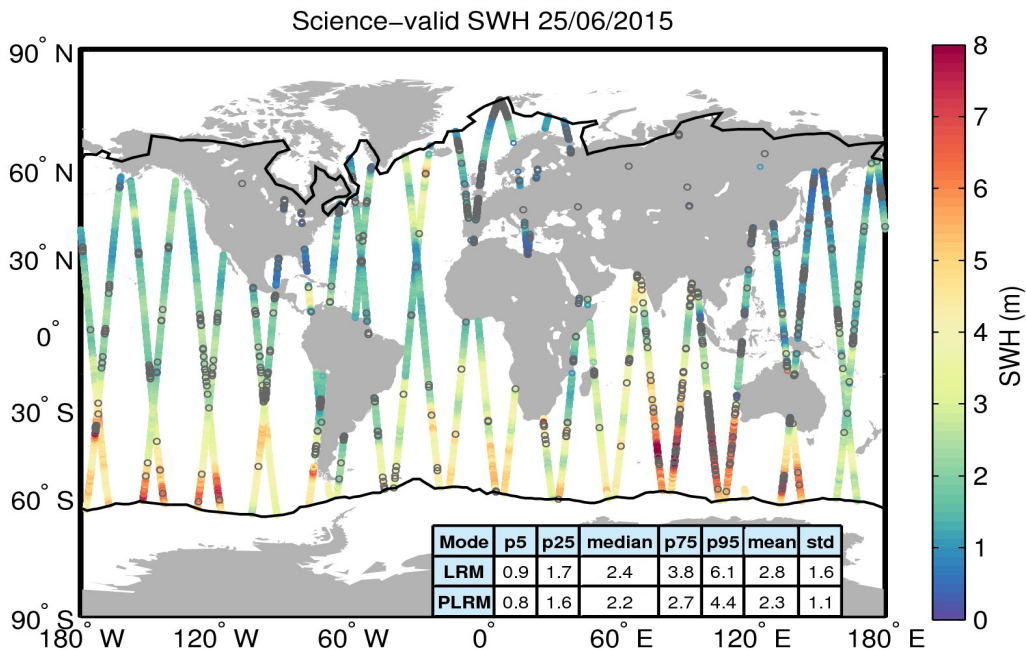 Science−valid SWH 25/06/2015
90° N
60° N
30° N
0°
30° S
60° S
90° S
180° W
120° W
60° W
0°
60° E
120° E
180° E
Mode p5 p25 median p75 p95 mean std
LRM 0.9 1.7 2.4 3.8 6.1 2.8 1.6
PLRM 0.8 1.6 2.2 2.7 4.4 2.3 1.1
8
7
6
5
4
3
2
1
0
SWH (m)